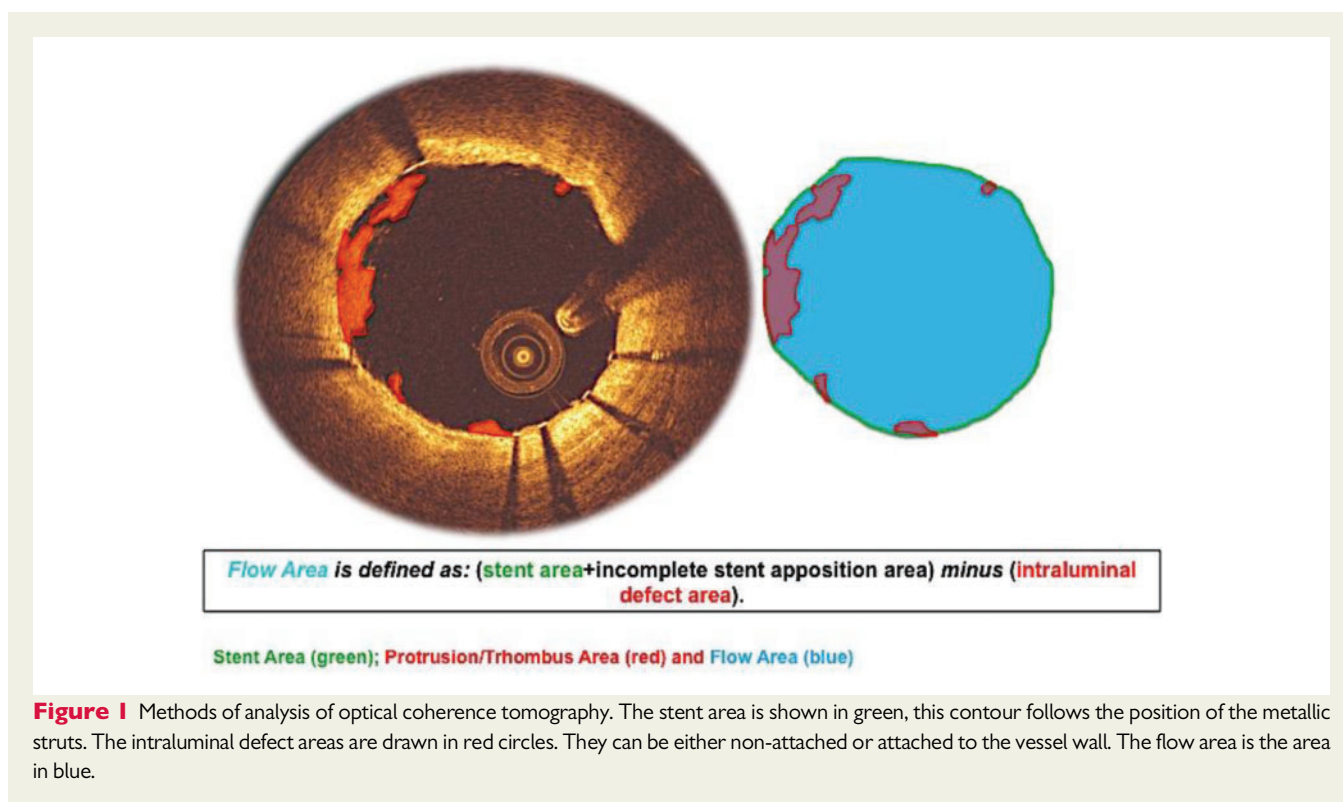 Flow Area is defined as: (stent area+incomplete stent apposition area) minus (intraluminal
defect area).
Stent Area (green); Protrusion/Trhombus Area (red) and Flow Area (blue)
Figure 1 Methods of analysis of optical coherence tomography. The stent area is shown in green, this contour follows the position of the metallic
struts. The intraluminal defect areas are drawn in red circles. They can be either non-attached or attached to the vessel wall. The flow area is the area
in blue.